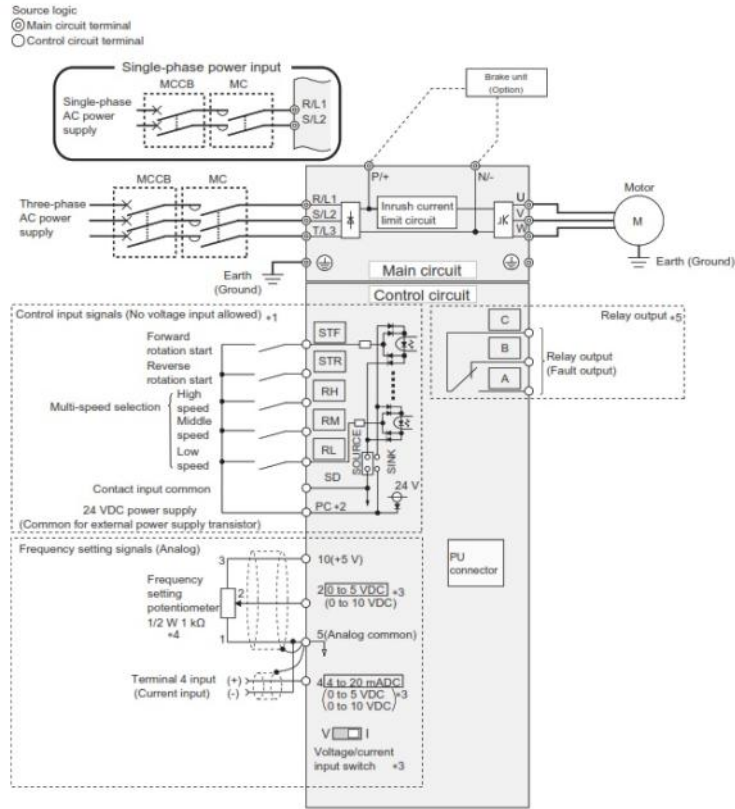 Source logic
Main circuit terminal
Control circuit terminal
Single-phase power input
MCCB MC
Single-phase
AC power
supply
R/L1
S/L2
Brake unit
(Option)
MCCB MC
Three-phase
AC power
supply
R/L1
S/L2
T/L3
P/+ N/-
Inrush current
limit circuit
U
V
W
Motor
M
Earth (Ground)
Earth
(Ground)
Main circuit
Control circuit
Control input signals (No voltage input allowed) *1
Forward
rotation start
Reverse
rotation start
Multi-speed selection
High
speed
Middle
speed
Low
speed
Contact input common
24 VDC power supply
(Common for external power supply transistor)
STF
STR
RH
RM
RL
SD
PC *2
SOURCE
SINK
24 V
C
B
A
Relay output *5
Relay output
(Fault output)
Frequency setting signals (Analog)
Frequency
setting
potentiometer
1/2 W 1 kΩ
*4
3
2
1
10(+5 V)
2 0 to 5 VDC *3
(0 to 10 VDC)
5(Analog common)
Terminal 4 input (+)
(Current input) (-)
4 4 to 20 mADC
(0 to 5 VDC *3
0 to 10 VDC)
V I
Voltage/current
input switch *3
PU
connector